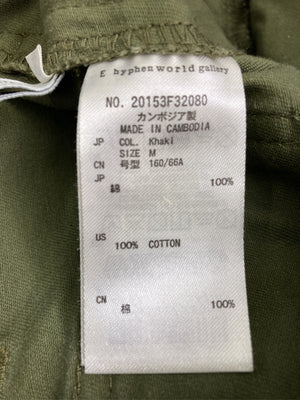 E hyphen world gallery
NO. 20153F32080
カンボジア製
MADE IN CAMBODIA
JP COL. Khaki
SIZE M
CN 号型 160/66A
JP
綿 100%
US
100% COTTON
CN
棉 100%